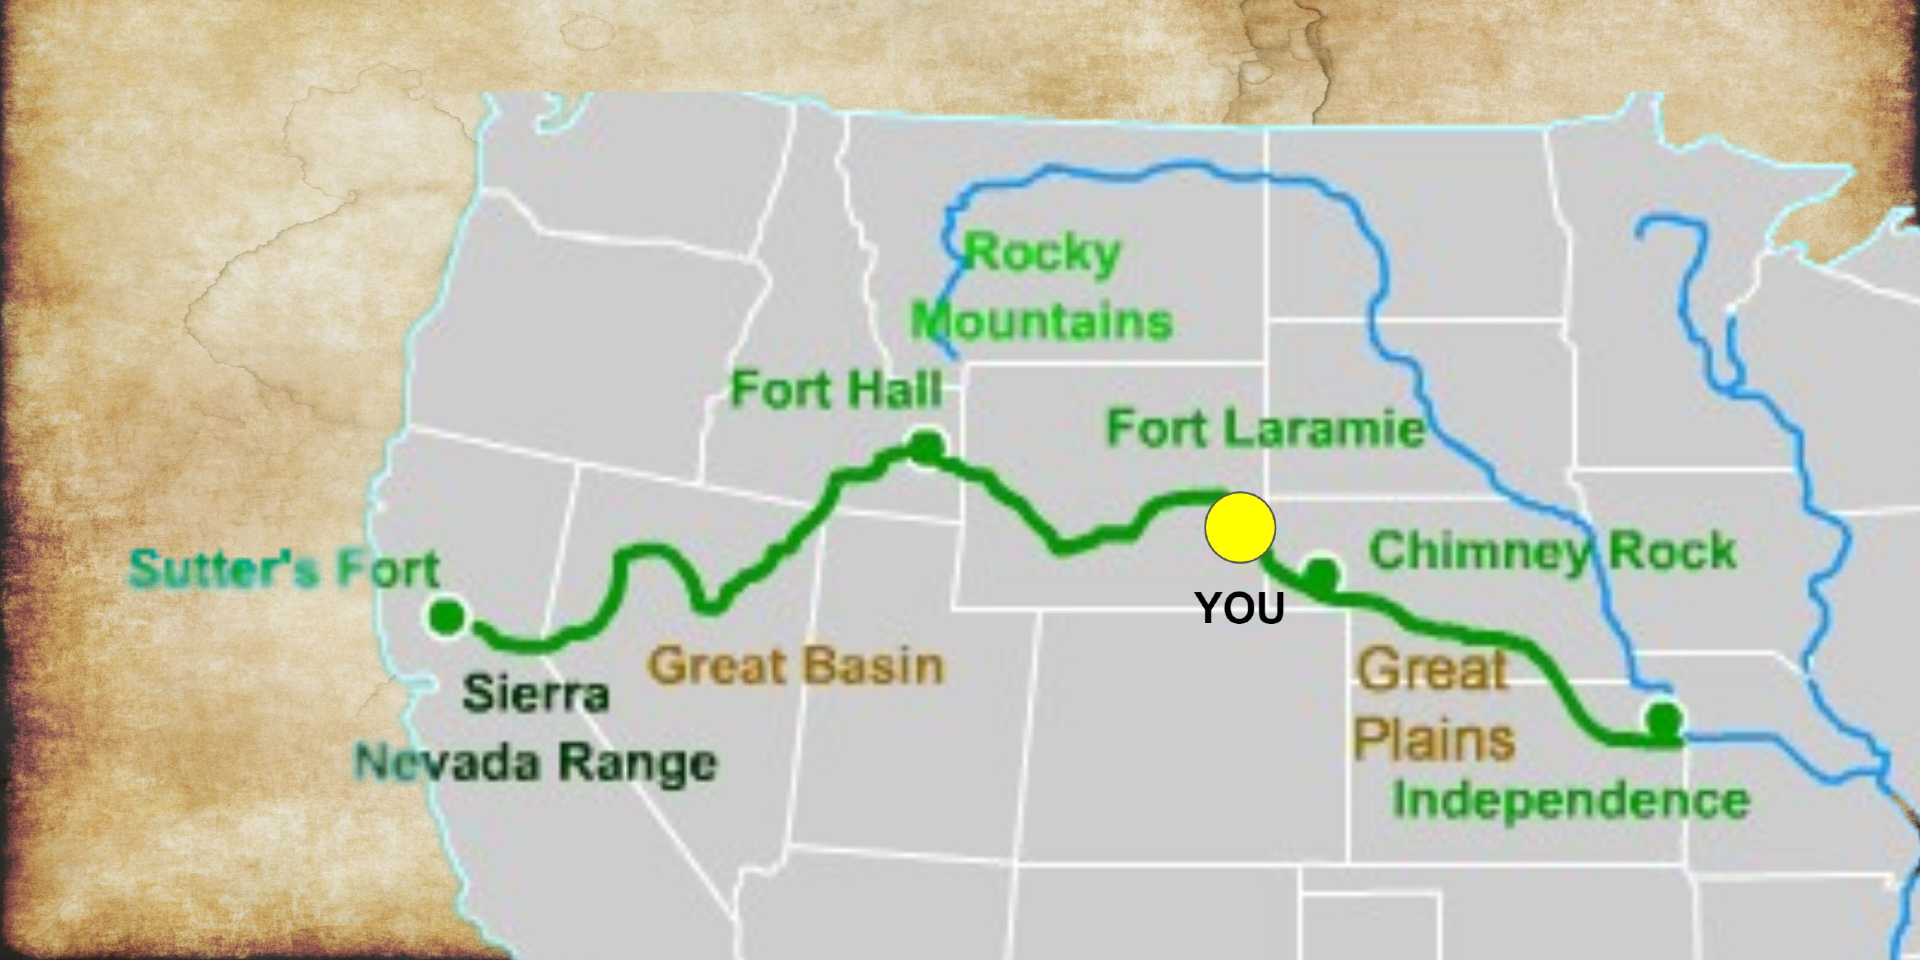 Rocky
Mountains
Fort Hall
Fort Laramie
Sutter's Fort
Chimney Rock
YOU
Great Basin
Great
Plains
Sierra
Nevada Range
Independence